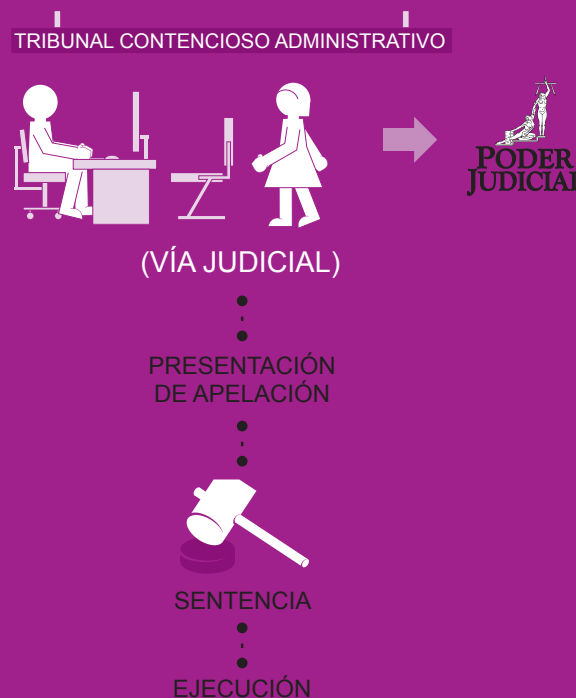 TRIBUNAL CONTENCIOSO ADMINISTRATIVO
PODER
JUDICIAL
(VÍA JUDICIAL)
PRESENTACIÓN
DE APELACIÓN
SENTENCIA
EJECUCIÓN